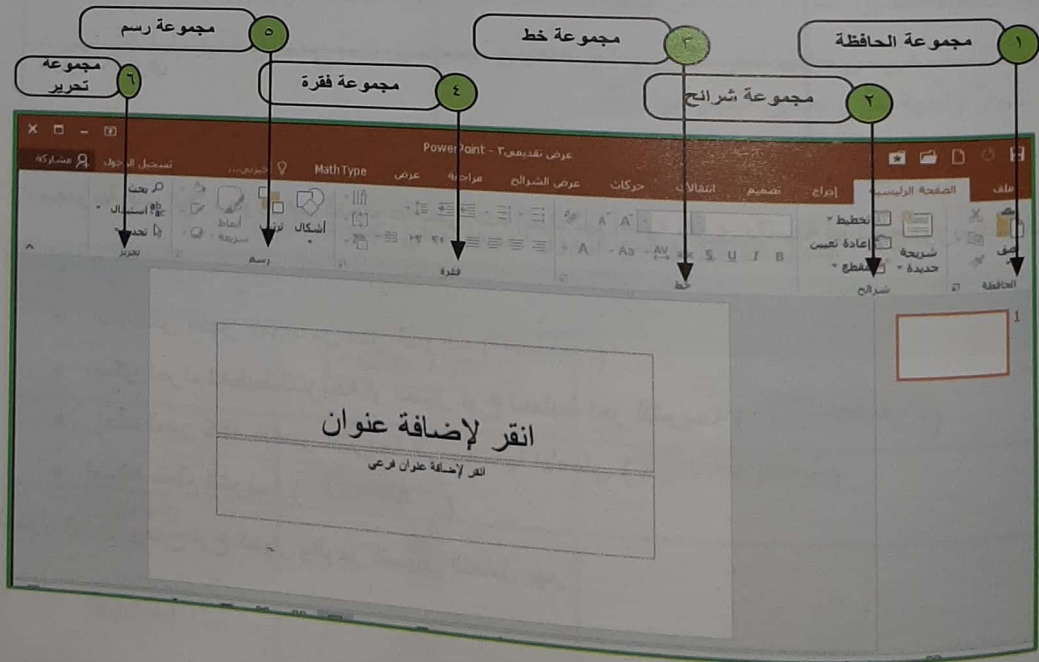 ١ مجموعة الحافظة
٣ مجموعة خط
٥ مجموعة رسم
٢ مجموعة شرائح
٤ مجموعة فقرة
٦ مجموعة
تحرير
عرض تقديمي٢ - PowerPoint
ملف الصفحة الرئيسية إدراج تصميم انتقالات حركات عرض الشرائح مراجعة عرض MathType تسجيل الدخول مشاركة
لصق
شريحة
جديدة
تخطيط
إعادة تعيين
مقطع
B I U S abc AV Aa A
A A
أشكال
ترتيب
أنماط
سريعة
بحث
استبدال
تحديد
الحافظة شرائح خط فقرة رسم تحرير
1
انقر لإضافة عنوان
انقر لإضافة عنوان فرعي